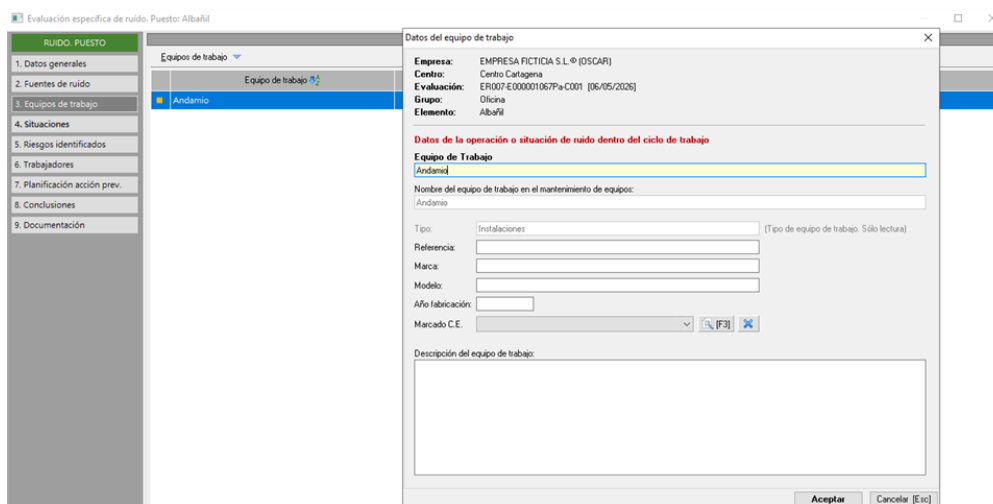 Evaluación específica de ruído. Puesto: Albañil
RUIDO. PUESTO
1. Datos generales
2. Fuentes de ruido
3. Equipos de trabajo
4. Situaciones
5. Riesgos identificados
6. Trabajadores
7. Planificación acción prev.
8. Conclusiones
9. Documentación
Equipos de trabajo
Equipo de trabajo
Andamio
Datos del equipo de trabajo
Empresa: EMPRESA FICTICIA S.L.® (OSCAR)
Centro: Centro Cartagena
Evaluación: ER007-E000001067Pa-C001 [06/05/2026]
Grupo: Oficina
Elemento: Albañil
Datos de la operación o situación de ruido dentro del ciclo de trabajo
Equipo de Trabajo
Andamio
Nombre del equipo de trabajo en el mantenimiento de equipos:
Andamio
Tipo: Instalaciones (Tipo de equipo de trabajo. Sólo lectura)
Referencia:
Marca:
Modelo:
Año fabricación:
Marcado C.E. [F3]
Descripción del equipo de trabajo:
Aceptar Cancelar [Esc]